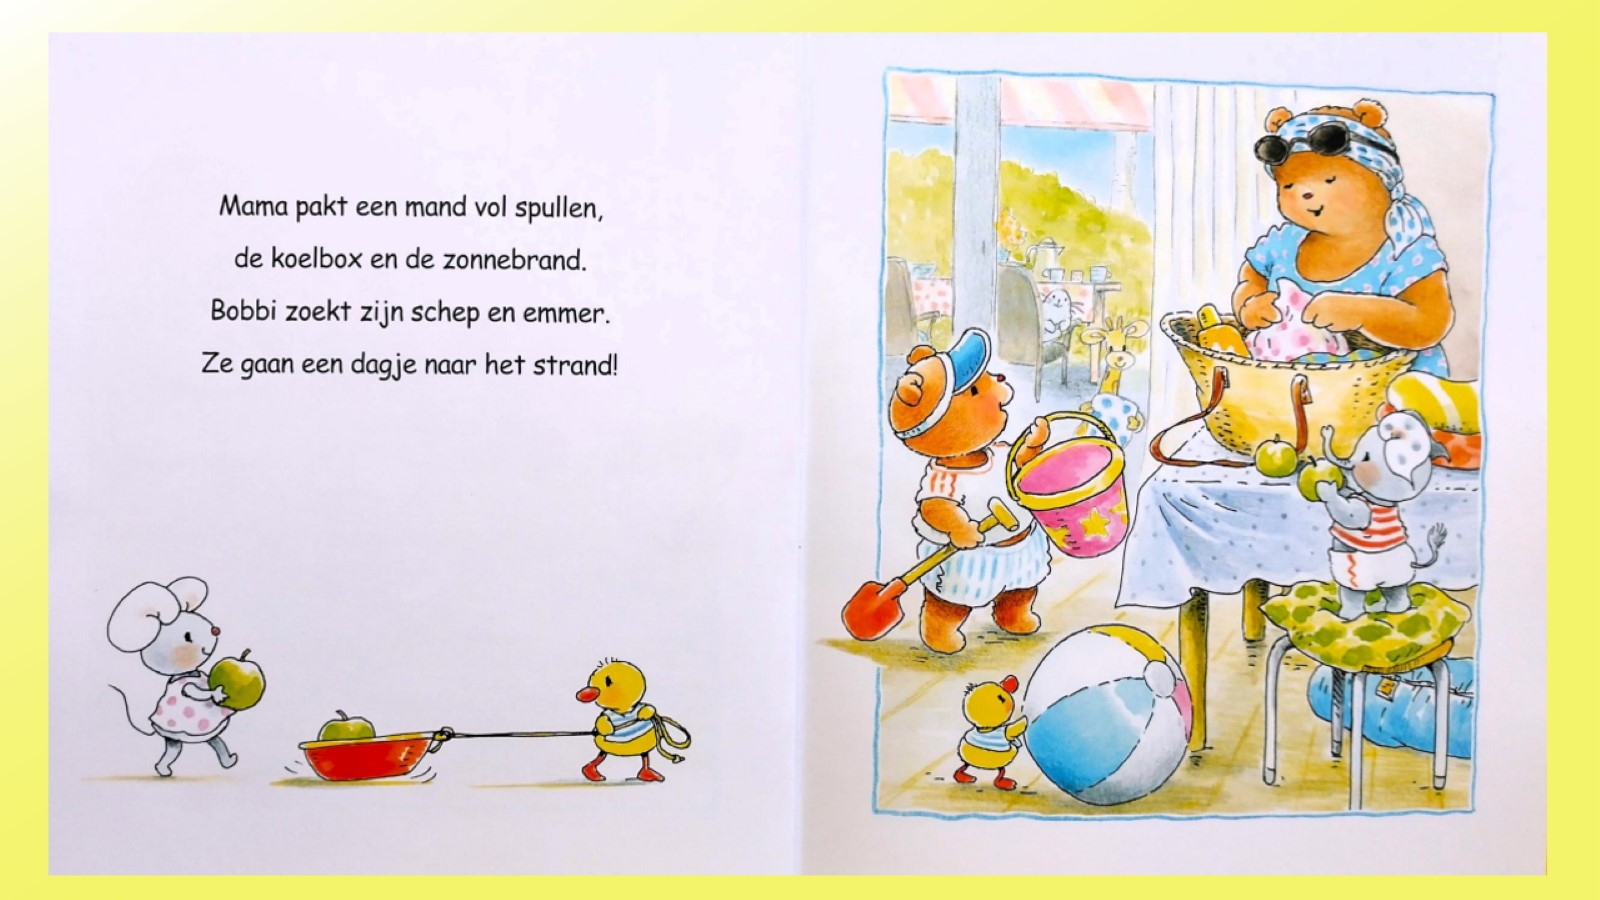 Mama pakt een mand vol spullen,
de koelbox en de zonnebrand.
Bobbi zoekt zijn schep en emmer.
Ze gaan een dagje naar het strand!